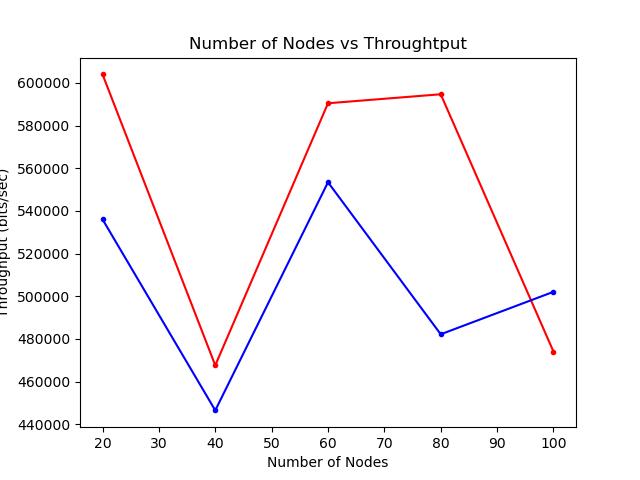 Number of Nodes vs Throughtput
600000
580000
560000
540000
520000
500000
480000
460000
440000
Throughput (bits/sec)
20 30 40 50 60 70 80 90 100
Number of Nodes